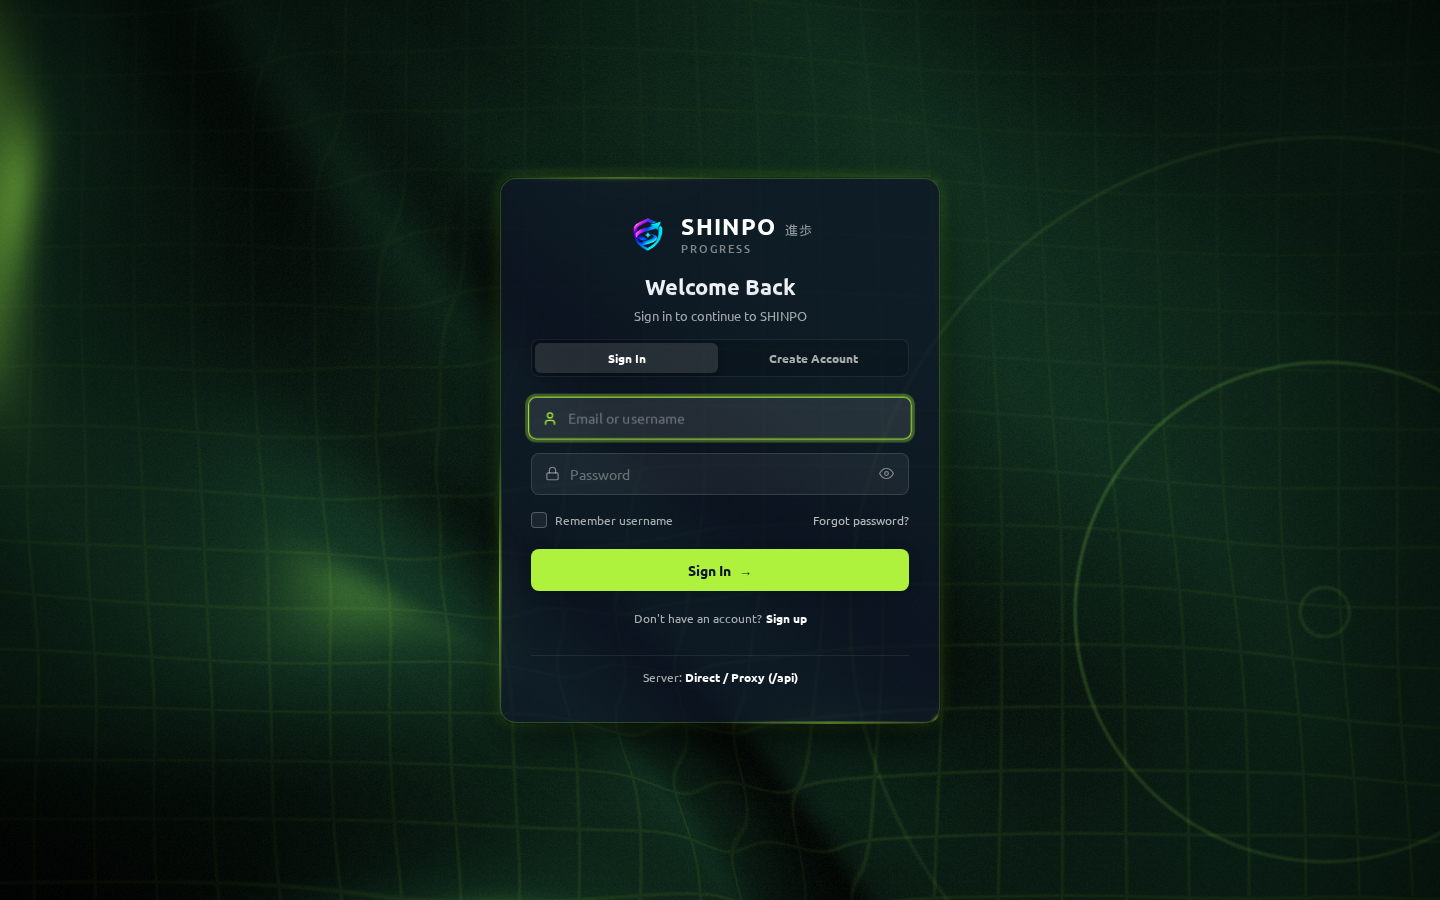 SHINPO 進歩
PROGRESS
Welcome Back
Sign in to continue to SHINPO
Sign In
Create Account
Email or username
Password
Remember username
Forgot password?
Sign In →
Don't have an account? Sign up
Server: Direct / Proxy (/api)